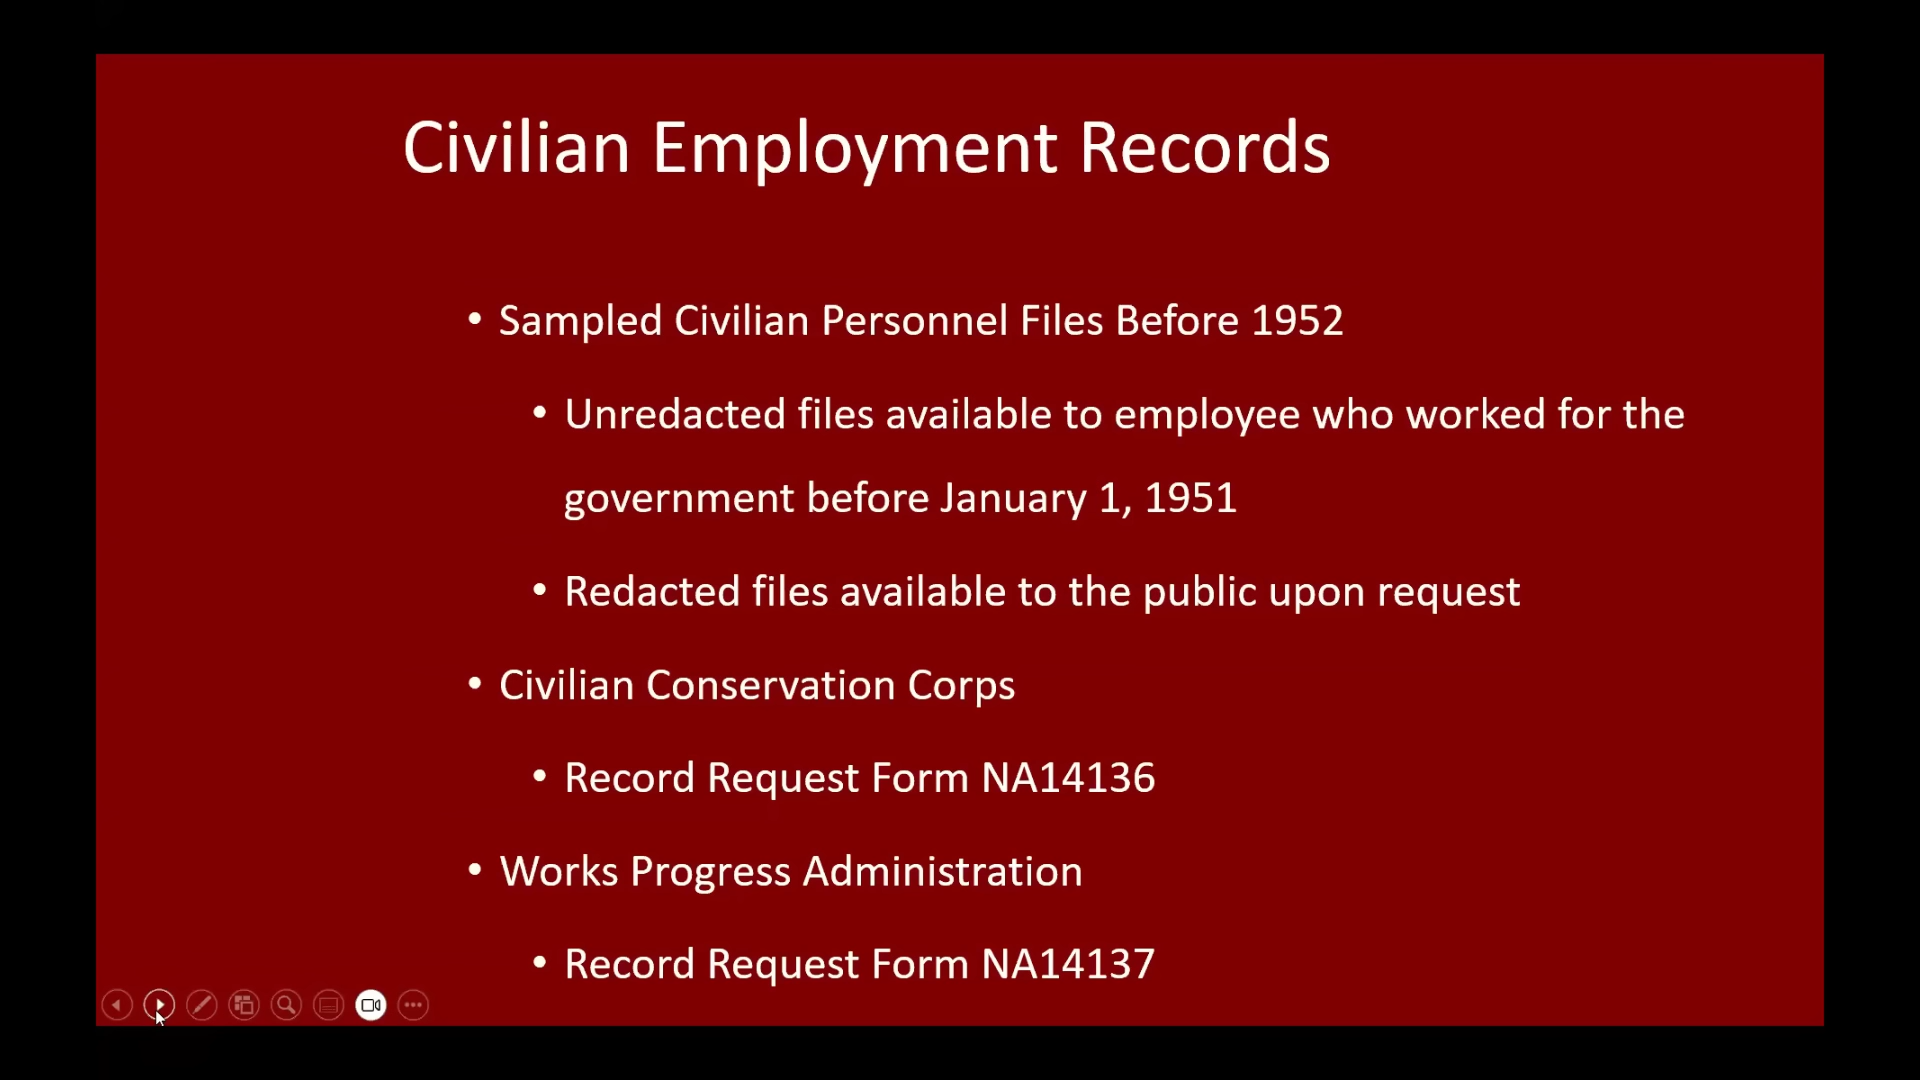 Civilian Employment Records
• Sampled Civilian Personnel Files Before 1952
• Unredacted files available to employee who worked for the
government before January 1, 1951
• Redacted files available to the public upon request
• Civilian Conservation Corps
• Record Request Form NA14136
• Works Progress Administration
• Record Request Form NA14137